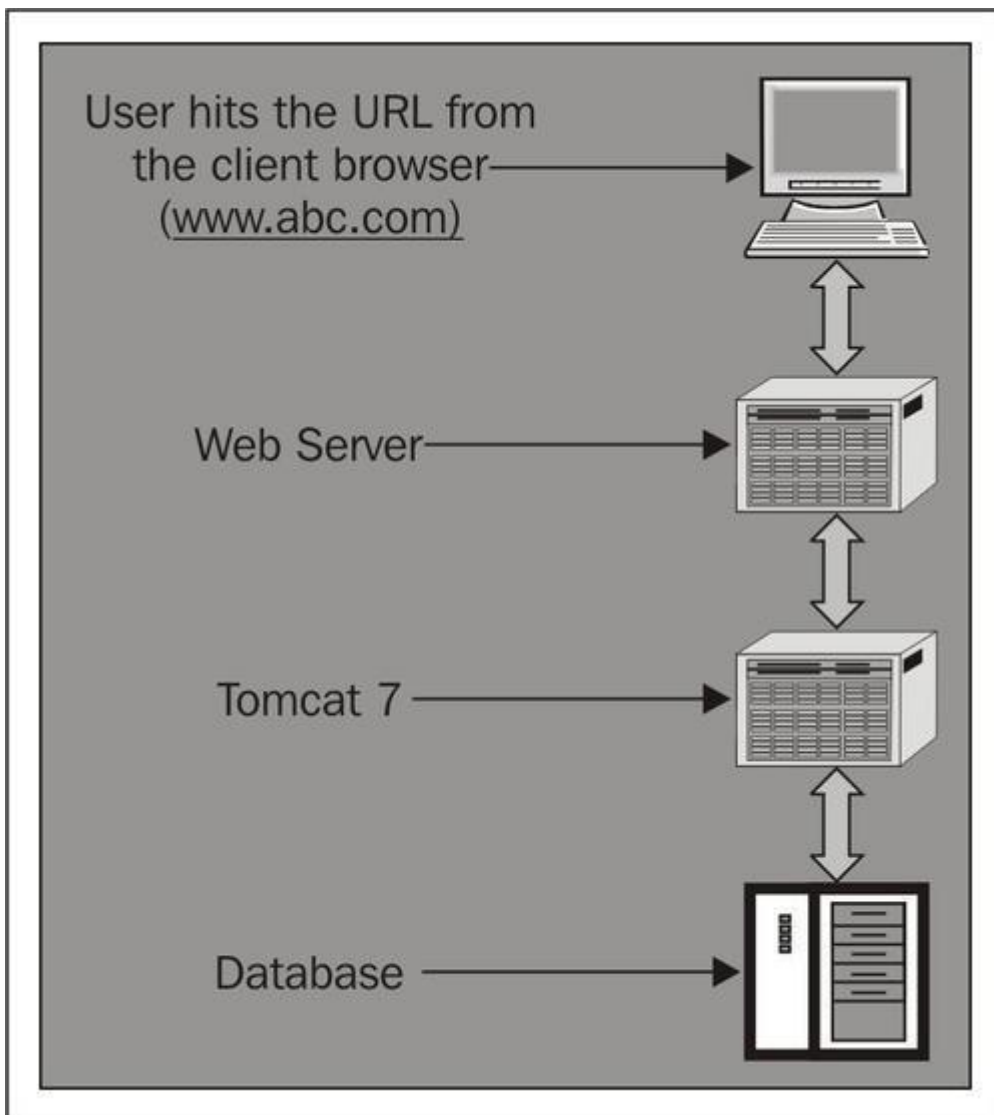 User hits the URL from
the client browser
(www.abc.com)
Web Server
Tomcat 7
Database